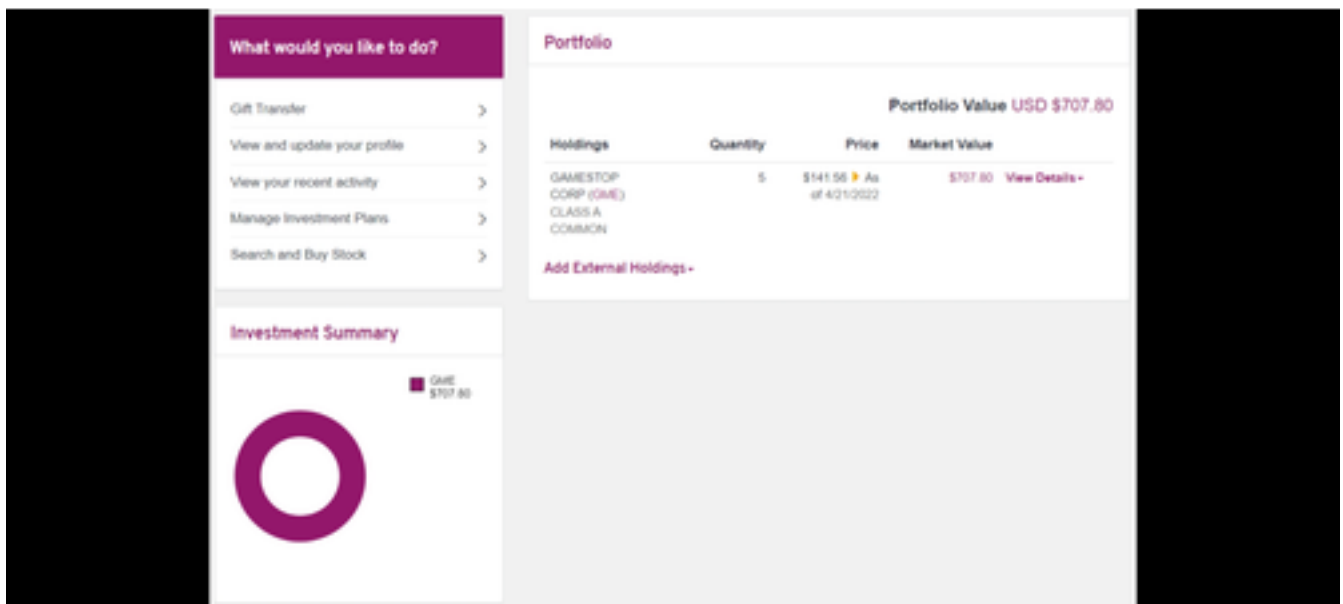 What would you like to do?
Gift Transfer
View and update your profile
View your recent activity
Manage Investment Plans
Search and Buy Stock
Investment Summary
GME
$707.80
Portfolio
Portfolio Value USD $707.80
Holdings Quantity Price Market Value
GAMESTOP 5 $141.56 As $707.80 View Details
CORP (GME) of 4/21/2022
CLASS A
COMMON
Add External Holdings